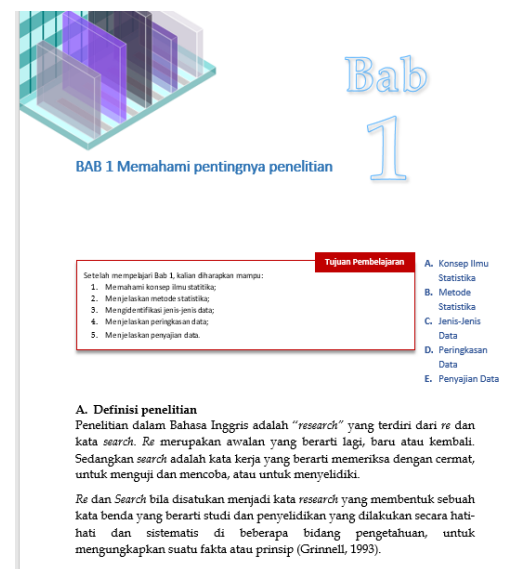 Bab
1
BAB 1 Memahami pentingnya penelitian
Tujuan Pembelajaran
Setelah mempelajari Bab 1, kalian diharapkan mampu:
1. Memahami konsep ilmu statitika;
2. Menjelaskan metode statistika;
3. Mengidentifikasi jenis-jenis data;
4. Menjelaskan peringkasan data;
5. Menjelaskan penyajian data.
A. Konsep Ilmu
Statistika
B. Metode
Statistika
C. Jenis-Jenis
Data
D. Peringkasan
Data
E. Penyajian Data
A. Definisi penelitian
Penelitian dalam Bahasa Inggris adalah “research” yang terdiri dari re dan
kata search. Re merupakan awalan yang berarti lagi, baru atau kembali.
Sedangkan search adalah kata kerja yang berarti memeriksa dengan cermat,
untuk menguji dan mencoba, atau untuk menyelidiki.
Re dan Search bila disatukan menjadi kata research yang membentuk sebuah
kata benda yang berarti studi dan penyelidikan yang dilakukan secara hati-
hati dan sistematis di beberapa bidang pengetahuan, untuk
mengungkapkan suatu fakta atau prinsip (Grinnell, 1993).